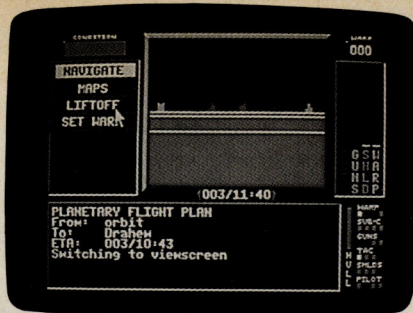 CONDITION
WARP
000
NAVIGATE
MAPS
LIFTOFF
SET WARP
G S W
U H A
N L R
S D P
(003/11:40)
PLANETARY FLIGHT PLAN
From: orbit
To: Drahew
ETA: 003/10:43
Switching to viewscreen
HULL
WARP
SUB-C
GUNS
TAC
SHLDS
PILOT